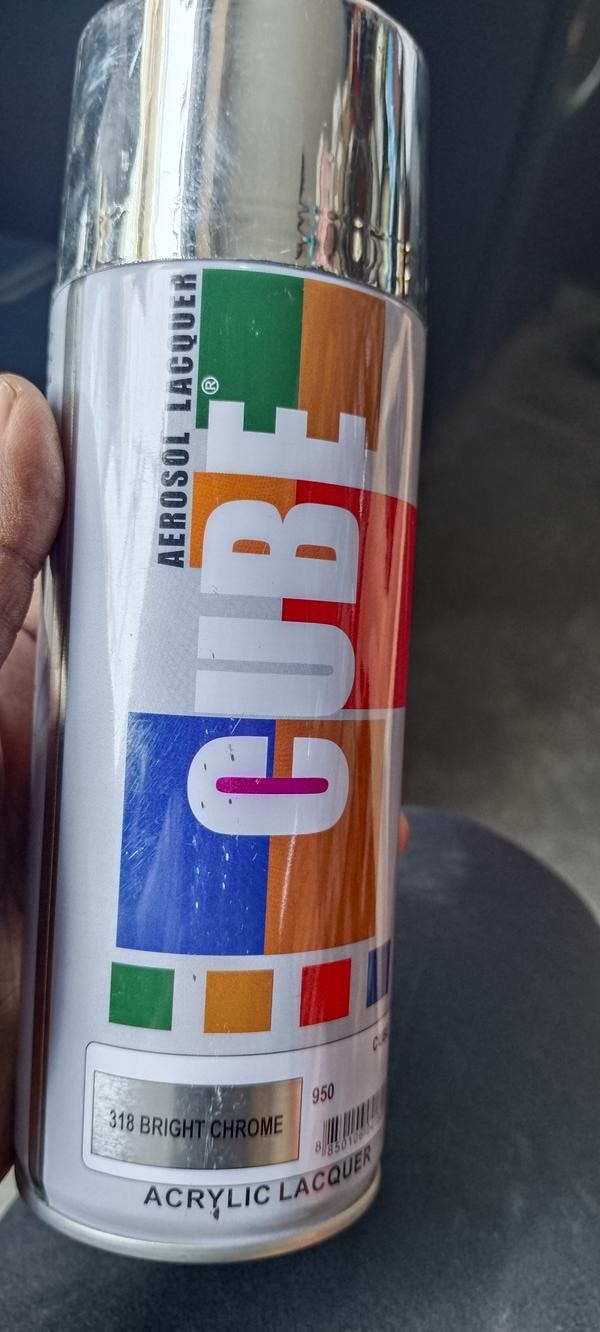 AEROSOL LACQUER
CUBE®
950
318 BRIGHT CHROME
ACRYLIC LACQUER